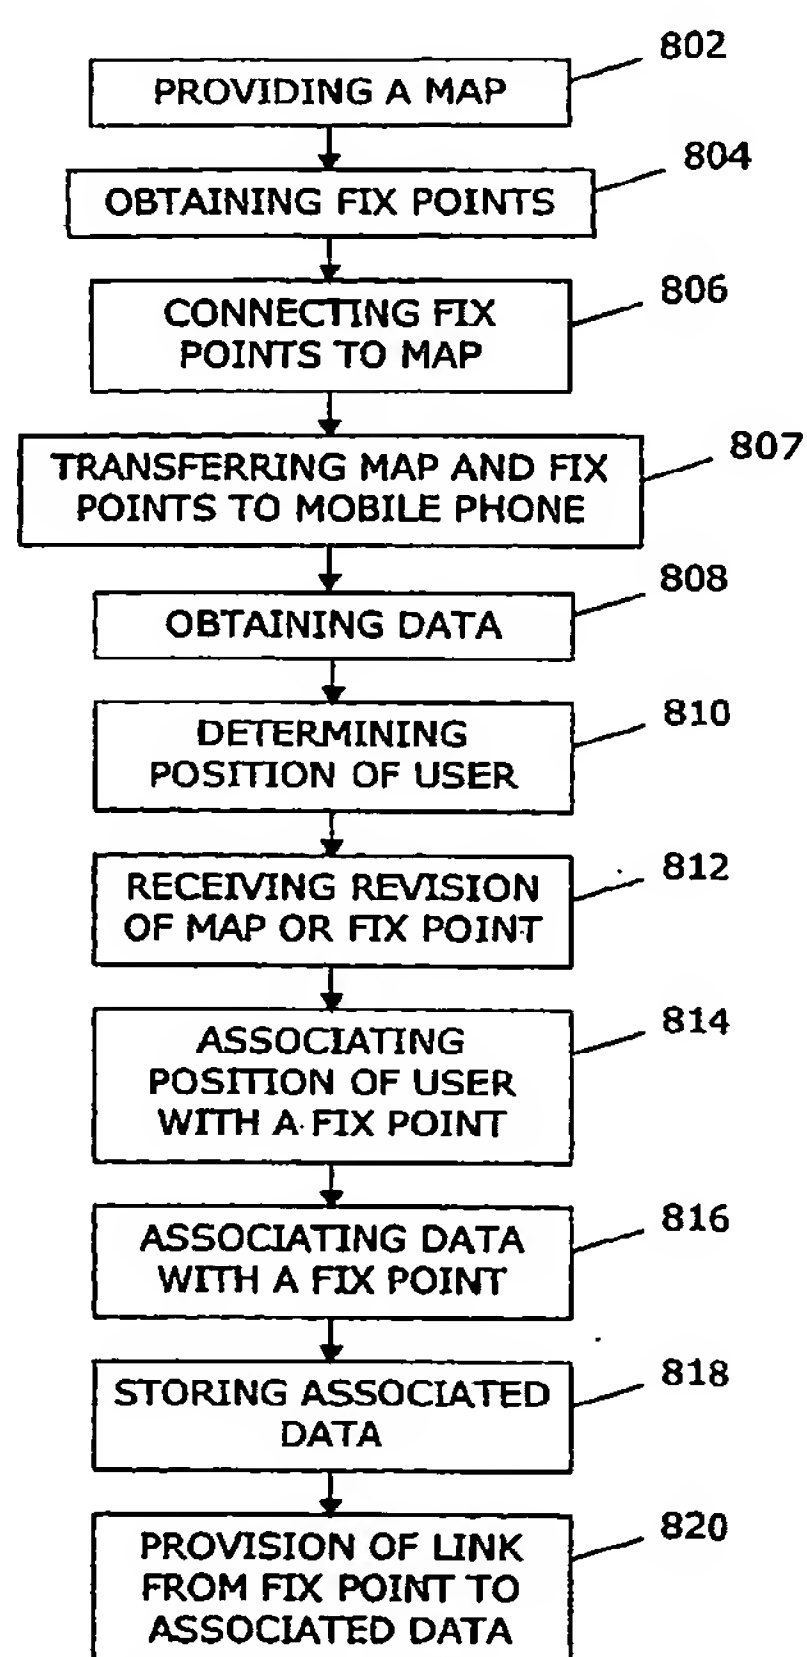 802
PROVIDING A MAP
804
OBTAINING FIX POINTS
806
CONNECTING FIX
POINTS TO MAP
807
TRANSFERRING MAP AND FIX
POINTS TO MOBILE PHONE
808
OBTAINING DATA
810
DETERMINING
POSITION OF USER
812
RECEIVING REVISION
OF MAP OR FIX POINT
814
ASSOCIATING
POSITION OF USER
WITH A FIX POINT
816
ASSOCIATING DATA
WITH A FIX POINT
818
STORING ASSOCIATED
DATA
820
PROVISION OF LINK
FROM FIX POINT TO
ASSOCIATED DATA